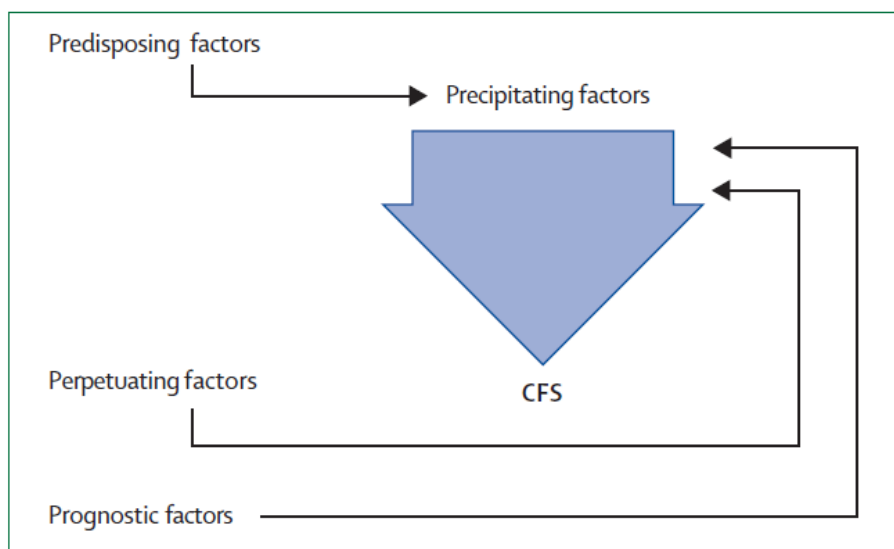 Predisposing factors
Precipitating factors
Perpetuating factors
CFS
Prognostic factors